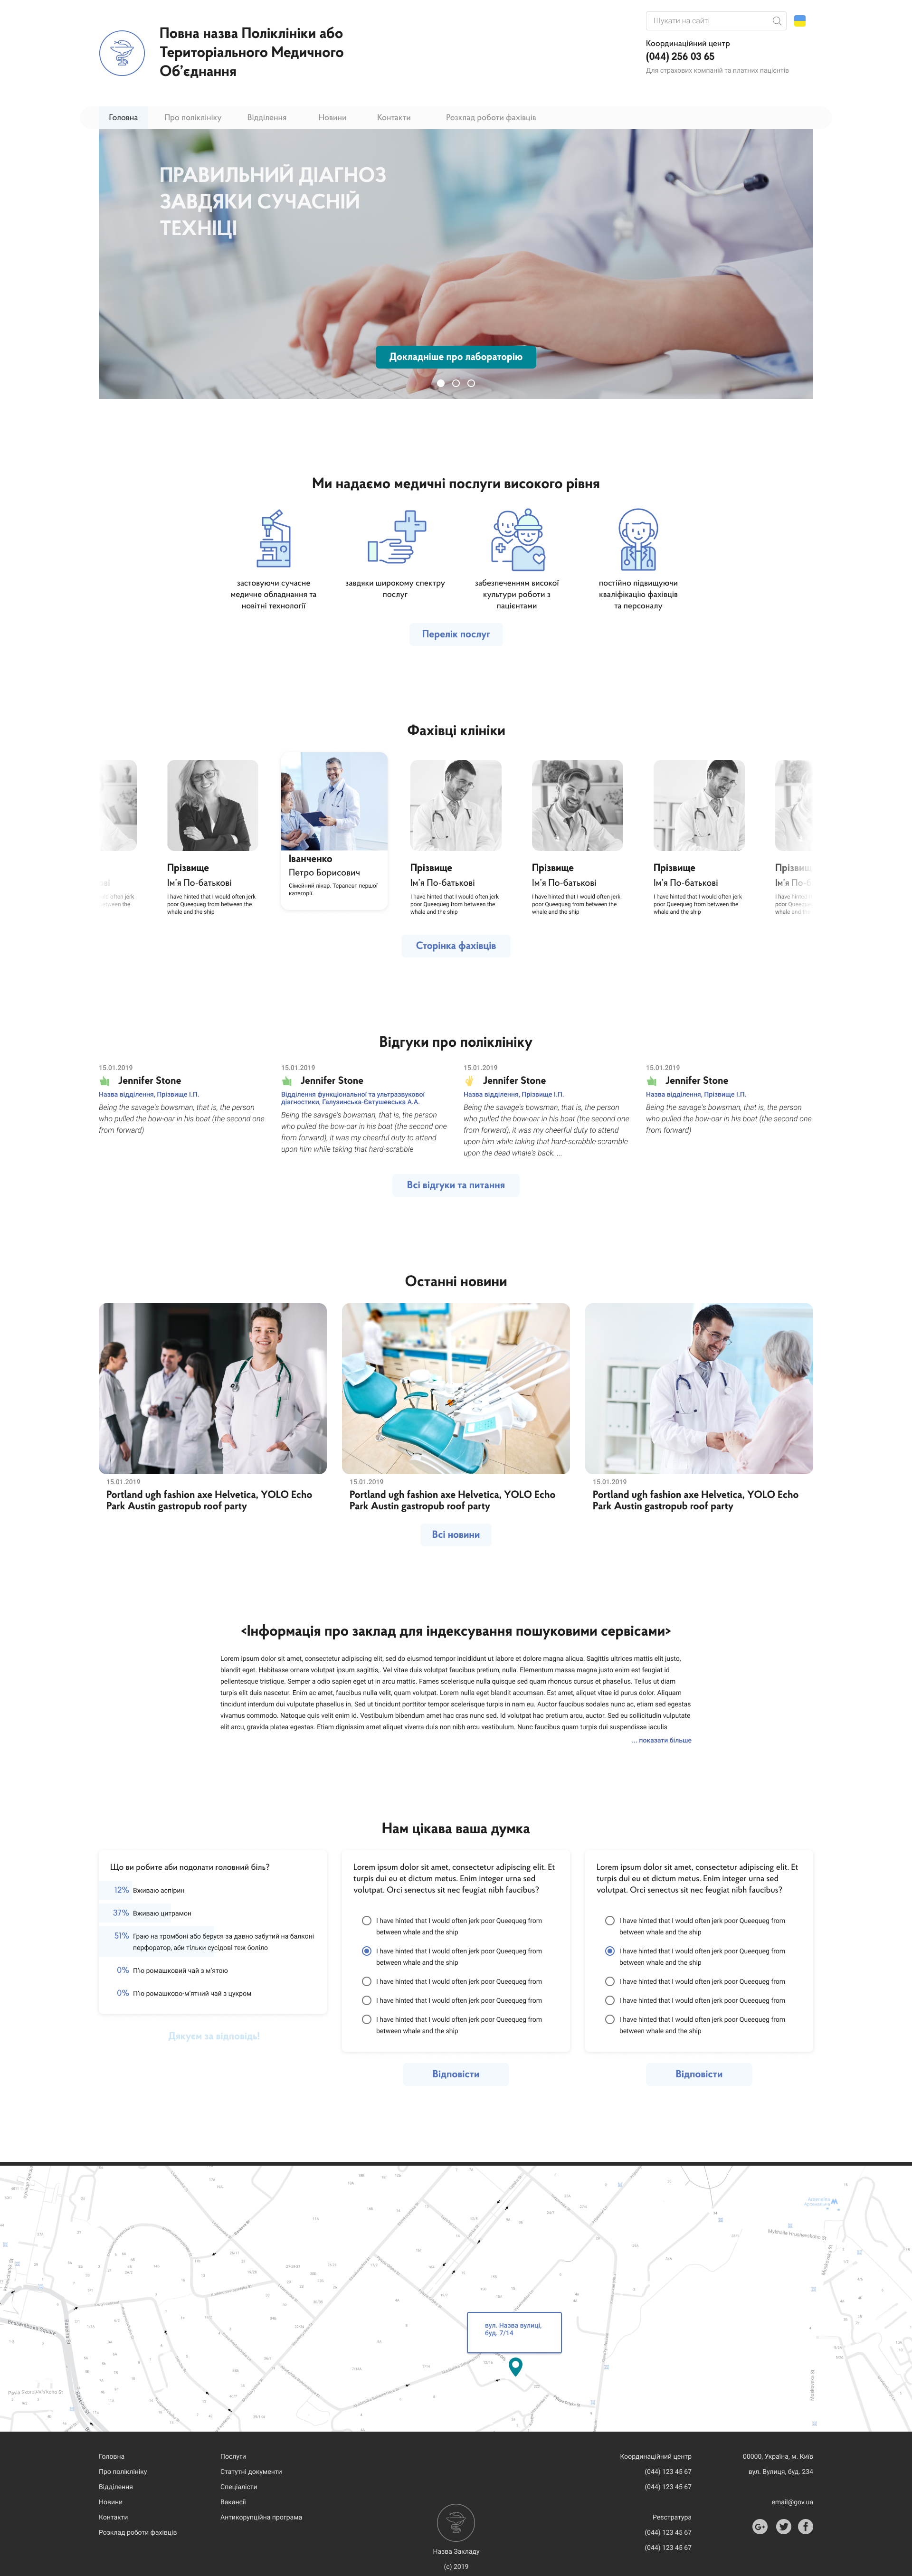 Повна назва Поліклініки або
Територіального Медичного
Об’єднання
Шукати на сайті
Координаційний центр
(044) 256 03 65
Для страхових компаній та платних пацієнтів
Головна Про поліклініку Відділення Новини Контакти Розклад роботи фахівців
ПРАВИЛЬНИЙ ДІАГНОЗ
ЗАВДЯКИ СУЧАСНІЙ
ТЕХНІЦІ
Докладніше про лабораторію
Ми надаємо медичні послуги високого рівня
застосовуючи сучасне
медичне обладнання та
новітні технології
завдяки широкому спектру
послуг
забезпеченням високої
культури роботи з
пацієнтами
постійно підвищуючи
кваліфікацію фахівців
та персоналу
Перелік послуг
Фахівці клініки
Прізвище
Ім’я По-батькові
I have hinted that I would often jerk
poor Queequeg from between the
whale and the ship
Іванченко
Петро Борисович
Сімейний лікар. Терапевт першої
категорії.
Прізвище
Ім’я По-батькові
I have hinted that I would often jerk
poor Queequeg from between the
whale and the ship
Прізвище
Ім’я По-батькові
I have hinted that I would often jerk
poor Queequeg from between the
whale and the ship
Прізвище
Ім’я По-батькові
I have hinted that I would often jerk
poor Queequeg from between the
whale and the ship
Сторінка фахівців
Відгуки про поліклініку
15.01.2019
Jennifer Stone
Назва відділення, Прізвище І.П.
Being the savage's bowsman, that is, the person
who pulled the bow-oar in his boat (the second one
from forward)
15.01.2019
Jennifer Stone
Відділення функціональної та ультразвукової
діагностики, Галузинська-Євтушевська А.А.
Being the savage's bowsman, that is, the person
who pulled the bow-oar in his boat (the second one
from forward), it was my cheerful duty to attend
upon him while taking that hard-scrabble
15.01.2019
Jennifer Stone
Назва відділення, Прізвище І.П.
Being the savage's bowsman, that is, the person
who pulled the bow-oar in his boat (the second one
from forward), it was my cheerful duty to attend
upon him while taking that hard-scrabble scramble
upon the dead whale's back. ...
15.01.2019
Jennifer Stone
Назва відділення, Прізвище І.П.
Being the savage's bowsman, that is, the person
who pulled the bow-oar in his boat (the second one
from forward)
Всі відгуки та питання
Останні новини
15.01.2019
Portland ugh fashion axe Helvetica, YOLO Echo
Park Austin gastropub roof party
15.01.2019
Portland ugh fashion axe Helvetica, YOLO Echo
Park Austin gastropub roof party
15.01.2019
Portland ugh fashion axe Helvetica, YOLO Echo
Park Austin gastropub roof party
Всі новини
<Інформація про заклад для індексування пошуковими сервісами>
Lorem ipsum dolor sit amet, consectetur adipiscing elit, sed do eiusmod tempor incididunt ut labore et dolore magna aliqua. Sagittis ultrices mattis elit justo,
blandit eget. Habitasse ornare volutpat ipsum sagittis,. Vel vitae duis volutpat faucibus pretium, nulla. Elementum massa magna justo enim est feugiat id
pellentesque tristique. Semper a odio sapien eget ut in arcu mattis. Fames scelerisque nulla quisque sed quam rhoncus cursus et phasellus. Tellus ut diam
turpis elit duis nascetur. Enim ac amet, faucibus nulla velit, quam volutpat. Lorem nulla eget blandit accumsan. Est amet, aliquet vitae id purus dolor. Aliquam
tincidunt interdum dui vulputate phasellus in. Sed ut tincidunt porttitor tempor scelerisque turpis in nam eu. Auctor faucibus sodales nunc ac, etiam sed egestas
vivamus commodo. Natoque quis velit enim id. Vestibulum bibendum amet hac cras nunc sed. Id volutpat hac pretium arcu, auctor. Sed eu sollicitudin vulputate
elit arcu, gravida platea egestas. Etiam dignissim amet aliquet viverra duis non nibh arcu vestibulum. Nunc faucibus quam turpis dui suspendisse iaculis
... показати більше
Нам цікава ваша думка
Що ви робите аби подолати головний біль?
12% Вживаю аспірин
37% Вживаю цитрамон
51% Граю на тромбоні або беруся за давно забутий на балконі
перфоратор, аби тільки сусідові теж боліло
0% П’ю ромашковий чай з м’ятою
0% П’ю ромашково-м’ятний чай з цукром
Дякуєм за відповідь!
Lorem ipsum dolor sit amet, consectetur adipiscing elit. Et
turpis dui eu et dictum metus. Enim integer urna sed
volutpat. Orci senectus sit nec feugiat nibh faucibus?
I have hinted that I would often jerk poor Queequeg from
between whale and the ship
I have hinted that I would often jerk poor Queequeg from
between whale and the ship
I have hinted that I would often jerk poor Queequeg from
I have hinted that I would often jerk poor Queequeg from
I have hinted that I would often jerk poor Queequeg from
between whale and the ship
Відповісти
Lorem ipsum dolor sit amet, consectetur adipiscing elit. Et
turpis dui eu et dictum metus. Enim integer urna sed
volutpat. Orci senectus sit nec feugiat nibh faucibus?
I have hinted that I would often jerk poor Queequeg from
between whale and the ship
I have hinted that I would often jerk poor Queequeg from
between whale and the ship
I have hinted that I would often jerk poor Queequeg from
I have hinted that I would often jerk poor Queequeg from
I have hinted that I would often jerk poor Queequeg from
between whale and the ship
Відповісти
Mykhaila Hrushevskoho St
Bessarabska Square
Pavla Skoropads'koho St
вул. Назва вулиці,
буд. 7/14
Головна
Про поліклініку
Відділення
Новини
Контакти
Розклад роботи фахівців
Послуги
Статутні документи
Спеціалісти
Вакансії
Антикорупційна програма
Назва Закладу
(с) 2019
Координаційний центр
(044) 123 45 67
(044) 123 45 67
Реєстратура
(044) 123 45 67
(044) 123 45 67
00000, Україна, м. Київ
вул. Вулиця, буд. 234
email@gov.ua